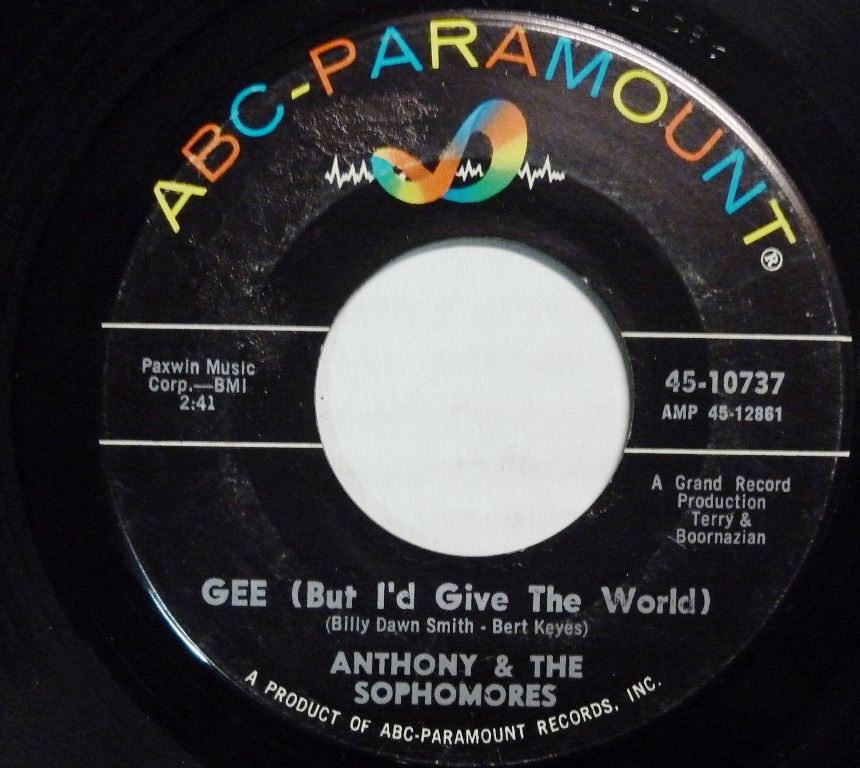 ABC-PARAMOUNT®
Paxwin Music
Corp.—BMI
2:41
45-10737
AMP 45-12861
A Grand Record
Production
Terry &
Boornazian
GEE (But I'd Give The World)
(Billy Dawn Smith - Bert Keyes)
ANTHONY & THE
SOPHOMORES
A PRODUCT OF ABC-PARAMOUNT RECORDS, INC.